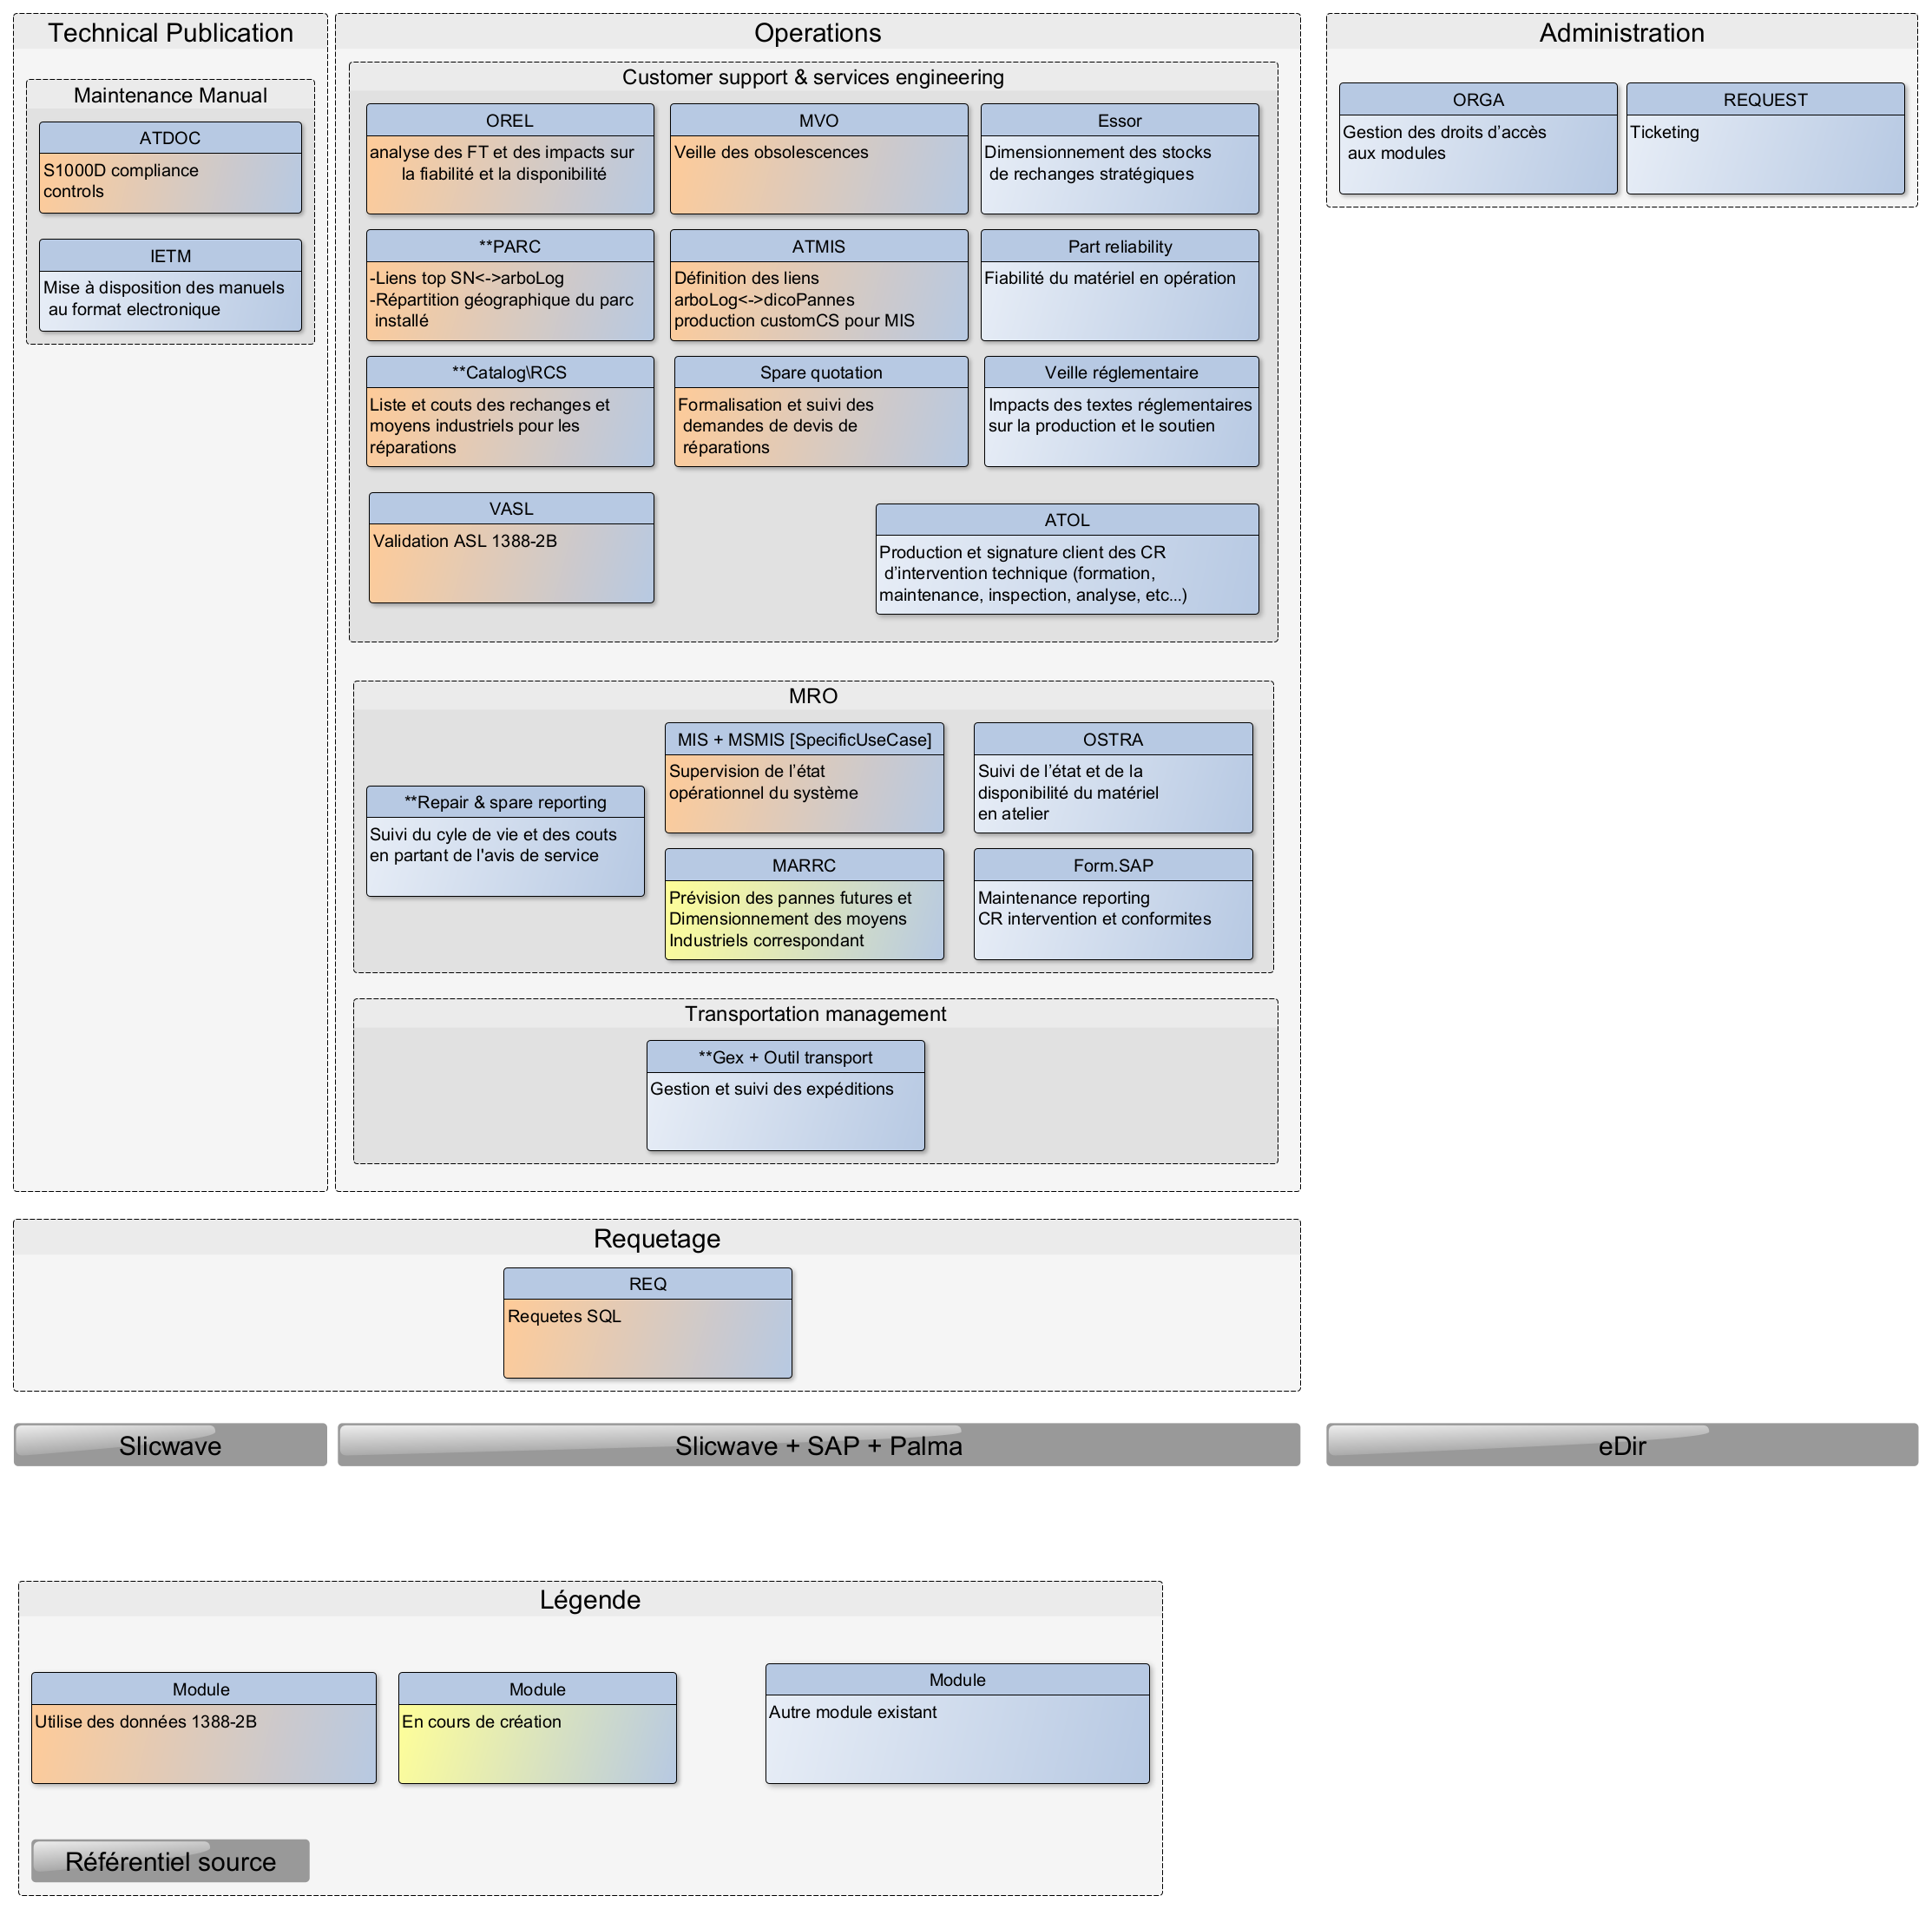 Technical Publication
Maintenance Manual
ATDOC
S1000D compliance
controls
IETM
Mise à disposition des manuels
au format electronique
Operations
Customer support & services engineering
OREL
analyse des FT et des impacts sur
la fiabilité et la disponibilité
MVO
Veille des obsolescences
Essor
Dimensionnement des stocks
de rechanges stratégiques
**PARC
-Liens top SN<->arboLog
-Répartition géographique du parc
installé
ATMIS
Définition des liens
arboLog<->dicoPannes
production customCS pour MIS
Part reliability
Fiabilité du matériel en opération
**Catalog\RCS
Liste et couts des rechanges et
moyens industriels pour les
réparations
Spare quotation
Formalisation et suivi des
demandes de devis de
réparations
Veille réglementaire
Impacts des textes réglementaires
sur la production et le soutien
VASL
Validation ASL 1388-2B
ATOL
Production et signature client des CR
d’intervention technique (formation,
maintenance, inspection, analyse, etc...)
MRO
**Repair & spare reporting
Suivi du cyle de vie et des couts
en partant de l'avis de service
MIS + MSMIS [SpecificUseCase]
Supervision de l’état
opérationnel du système
OSTRA
Suivi de l’état et de la
disponibilité du matériel
en atelier
MARRC
Prévision des pannes futures et
Dimensionnement des moyens
Industriels correspondant
Form.SAP
Maintenance reporting
CR intervention et conformites
Transportation management
**Gex + Outil transport
Gestion et suivi des expéditions
Administration
ORGA
Gestion des droits d’accès
aux modules
REQUEST
Ticketing
Requetage
REQ
Requetes SQL
Slicwave
Slicwave + SAP + Palma
eDir
Légende
Module
Utilise des données 1388-2B
Module
En cours de création
Module
Autre module existant
Référentiel source